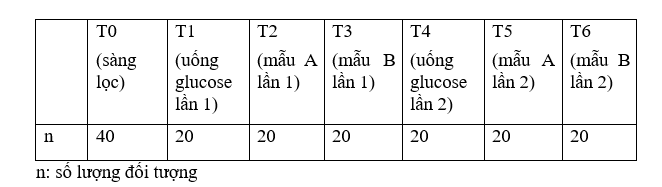 T0 T1 T2 T3 T4 T5 T6
(sàng (uống (mẫu A (mẫu B (uống (mẫu A (mẫu B
lọc) glucose lần 1) lần 1) glucose lần 2) lần 2)
lần 1) lần 2)
n 40 20 20 20 20 20 20
n: số lượng đối tượng